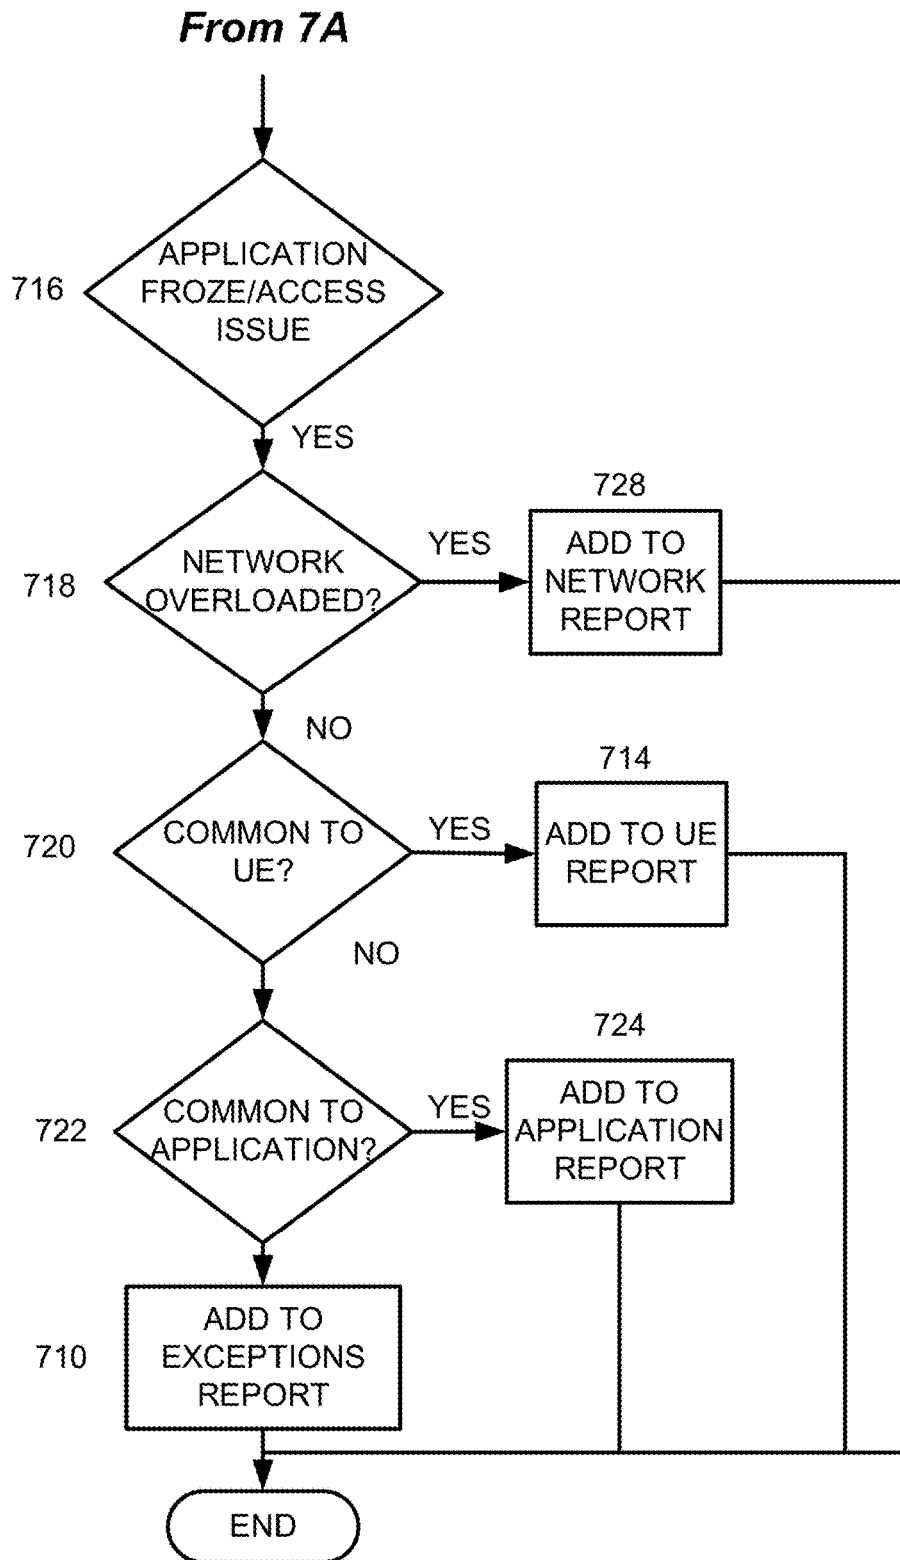 From 7A
716
APPLICATION
FROZE/ACCESS
ISSUE
YES
718
NETWORK
OVERLOADED?
YES
728
ADD TO
NETWORK
REPORT
NO
720
COMMON TO
UE?
YES
714
ADD TO UE
REPORT
NO
722
COMMON TO
APPLICATION?
YES
724
ADD TO
APPLICATION
REPORT
710
ADD TO
EXCEPTIONS
REPORT
END